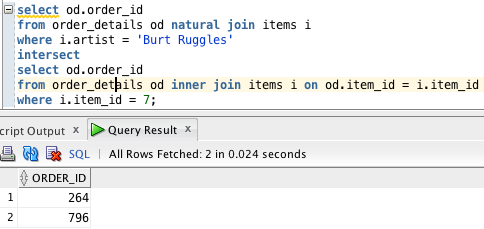 select od.order_id
from order_details od natural join items i
where i.artist = 'Burt Ruggles'
intersect
select od.order_id
from order_details od inner join items i on od.item_id = i.item_id
where i.item_id = 7;
cript Output x Query Result x
SQL | All Rows Fetched: 2 in 0.024 seconds
ORDER_ID
1 264
2 796